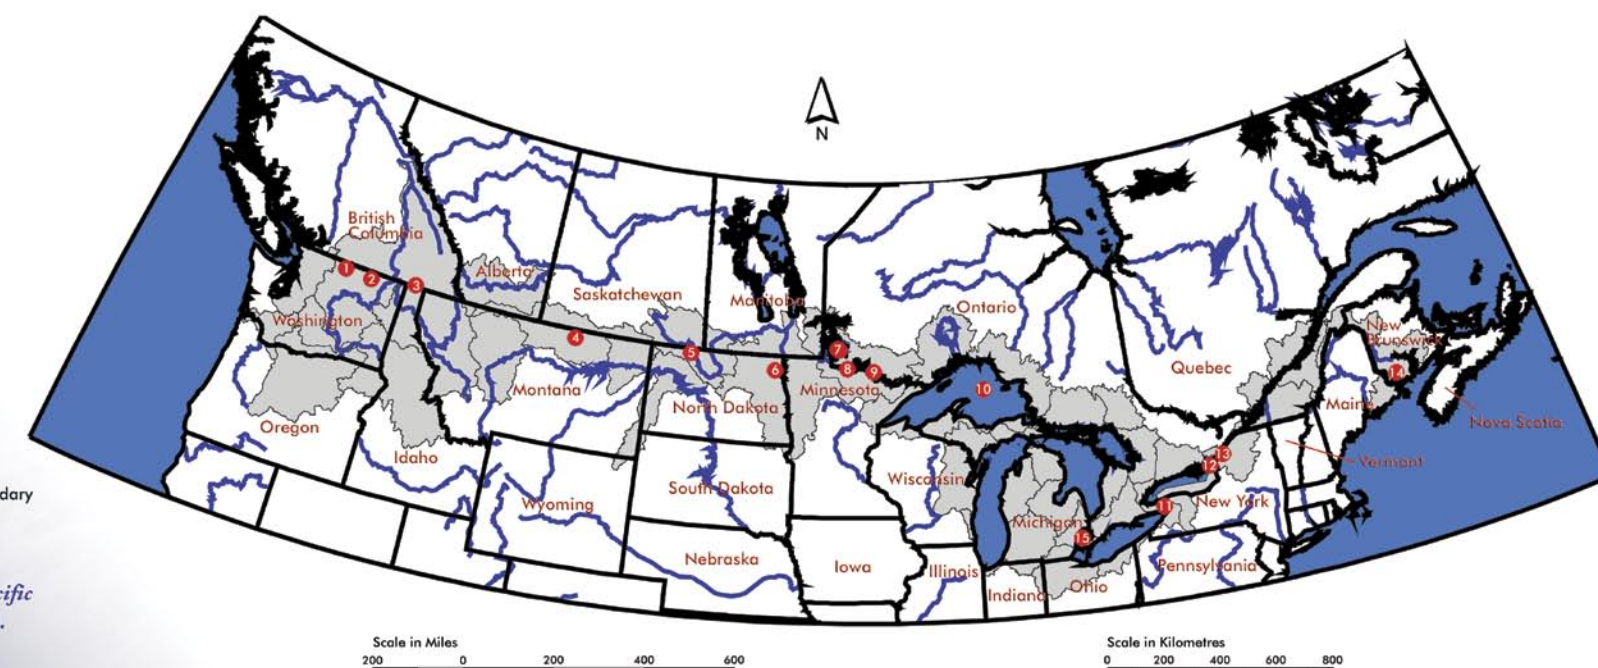 N
British
Columbia
Alberta
Saskatchewan
Manitoba
Ontario
Quebec
New
Brunswick
Nova Scotia
Maine
Vermont
New York
Pennsylvania
Ohio
Indiana
Michigan
Illinois
Wisconsin
Iowa
Minnesota
North Dakota
South Dakota
Nebraska
Montana
Wyoming
Idaho
Oregon
Washington
1
2
3
4
5
6
7
8
9
10
11
12
13
14
15
dary
cific
.
Scale in Miles
200 0 200 400 600
Scale in Kilometres
0 200 400 600 800